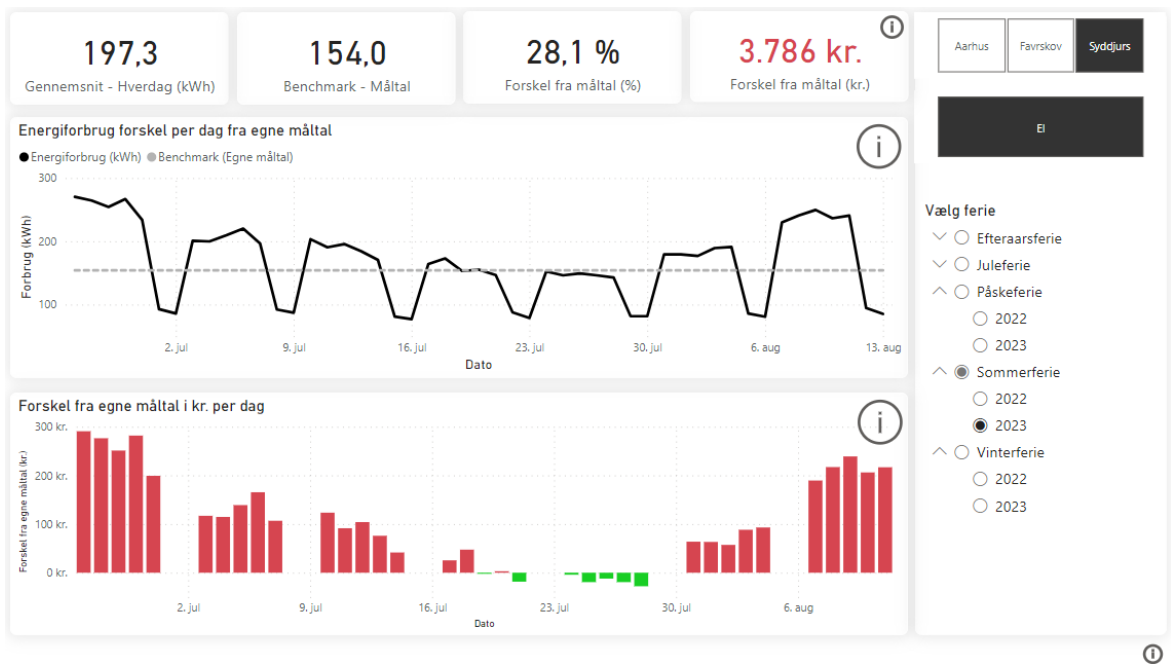 197,3
Gennemsnit - Hverdag (kWh)
154,0
Benchmark - Måltal
28,1 %
Forskel fra måltal (%)
3.786 kr.
Forskel fra måltal (kr.)
Aarhus
Favrskov
Syddjurs
El
Energiforbrug forskel per dag fra egne måltal
Energiforbrug (kWh) Benchmark (Egne måltal)
300
200
100
Forbrug (kWh)
2. jul 9. jul 16. jul 23. jul 30. jul 6. aug 13. aug
Dato
Forskel fra egne måltal i kr. per dag
300 kr.
200 kr.
100 kr.
0 kr.
Forskel fra egne måltal (kr.)
2. jul 9. jul 16. jul 23. jul 30. jul 6. aug
Dato
Vælg ferie
Efteraarsferie
Juleferie
Påskeferie
2022
2023
Sommerferie
2022
2023
Vinterferie
2022
2023